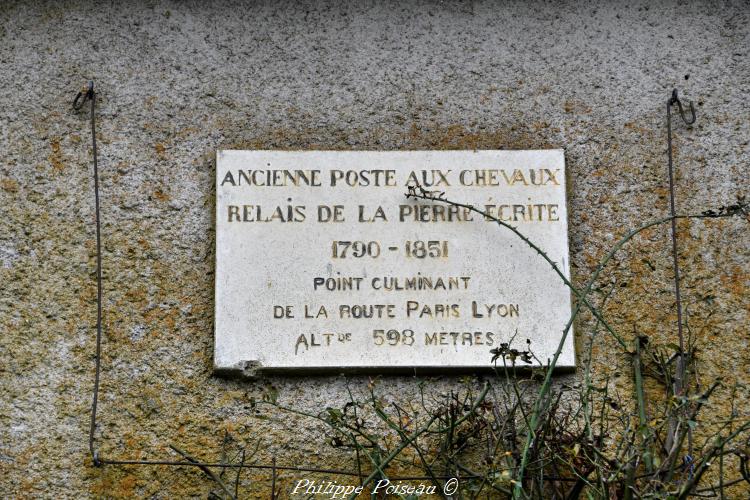 ANCIENNE POSTE AUX CHEVAUX
RELAIS DE LA PIERRE ÉCRITE
1790 - 1851
POINT CULMINANT
DE LA ROUTE PARIS LYON
ALTDE 598 METRES
Philippe Poiseau ©